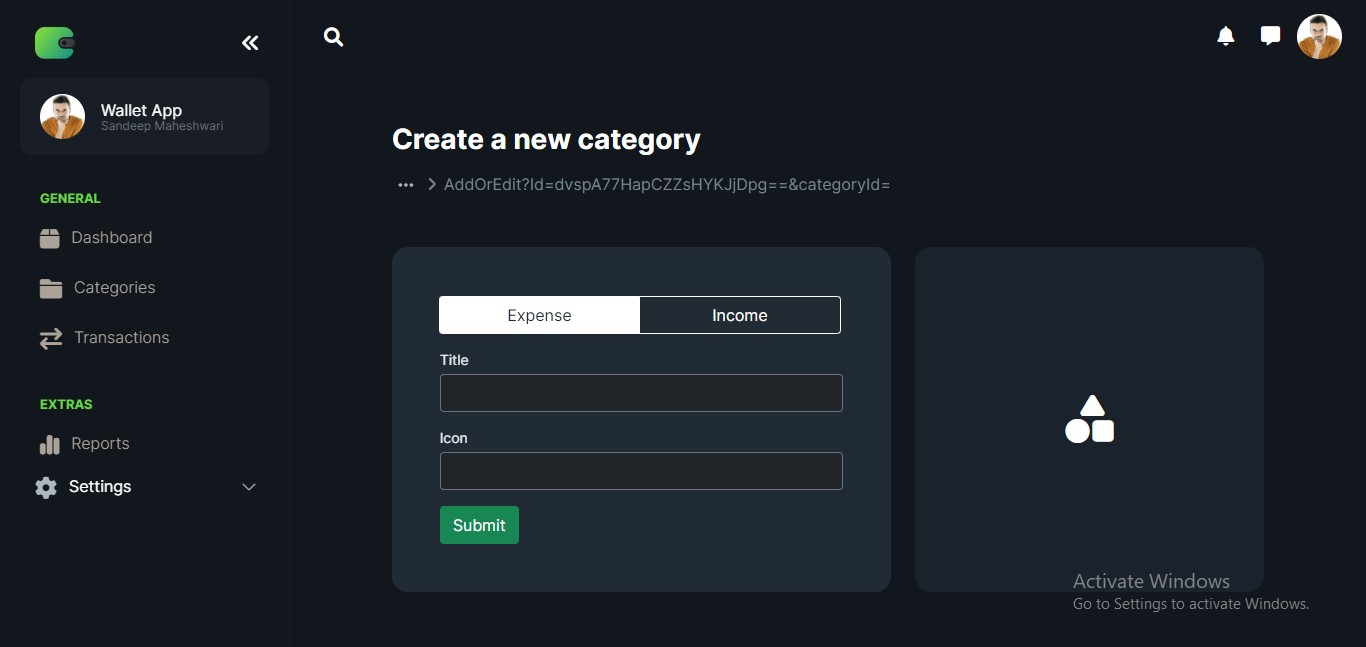 Wallet App
Sandeep Maheshwari
GENERAL
Dashboard
Categories
Transactions
EXTRAS
Reports
Settings
Create a new category
... > AddOrEdit?Id=dvspA77HapCZZsHYKJjDpg==&categoryId=
Expense Income
Title
Icon
Submit
Activate Windows
Go to Settings to activate Windows.